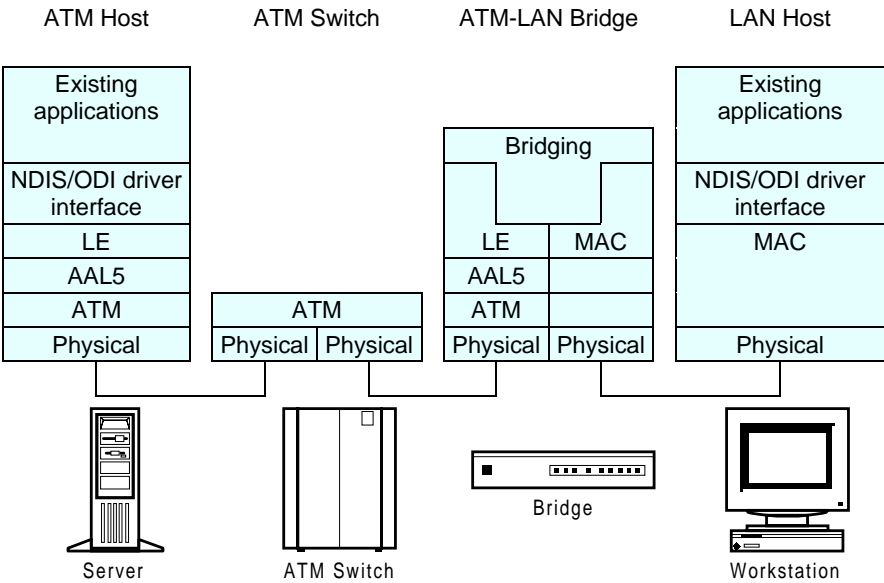 ATM Host
ATM Switch
ATM-LAN Bridge
LAN Host
Existing
applications
NDIS/ODI driver
interface
LE
AAL5
ATM
Physical
ATM
Physical
Physical
Bridging
LE
MAC
AAL5
ATM
Physical
Physical
Existing
applications
NDIS/ODI driver
interface
MAC
Physical
Server
ATM Switch
Bridge
Workstation